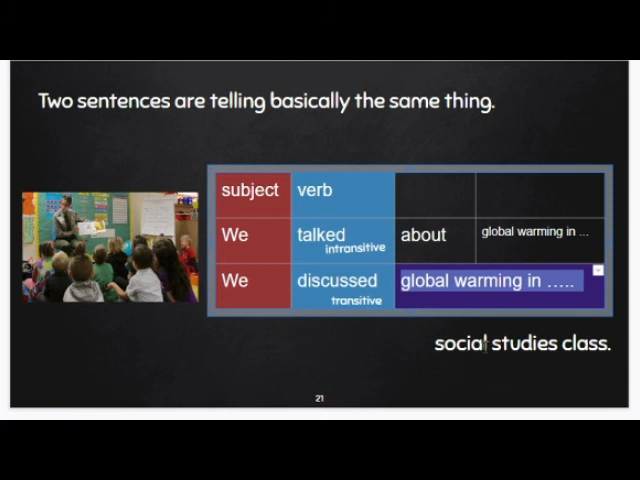 Two sentences are telling basically the same thing.
subject verb
We talked about global warming in ...
intransitive
We discussed global warming in .....
transitive
social studies class.
21